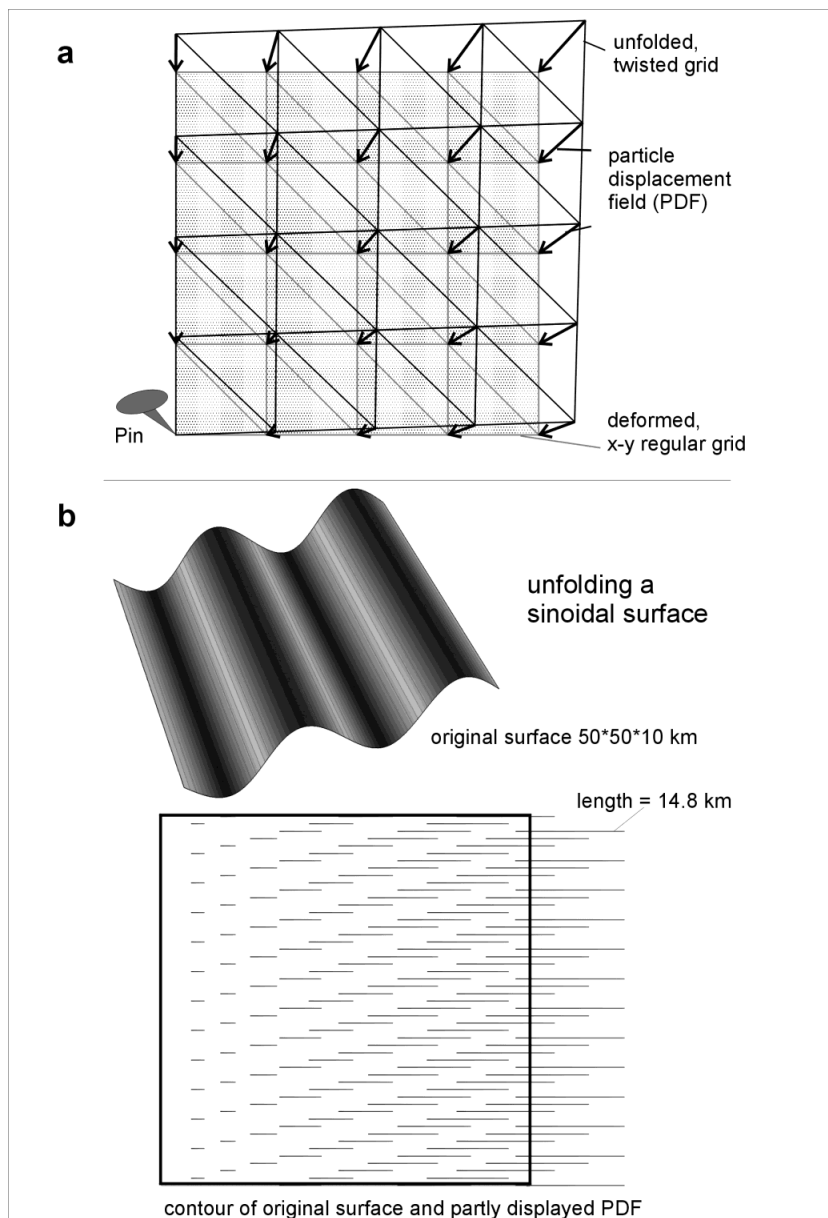 a
unfolded,
twisted grid
particle
displacement
field (PDF)
Pin
deformed,
x-y regular grid
b
unfolding a
sinoidal surface
original surface 50*50*10 km
length = 14.8 km
contour of original surface and partly displayed PDF